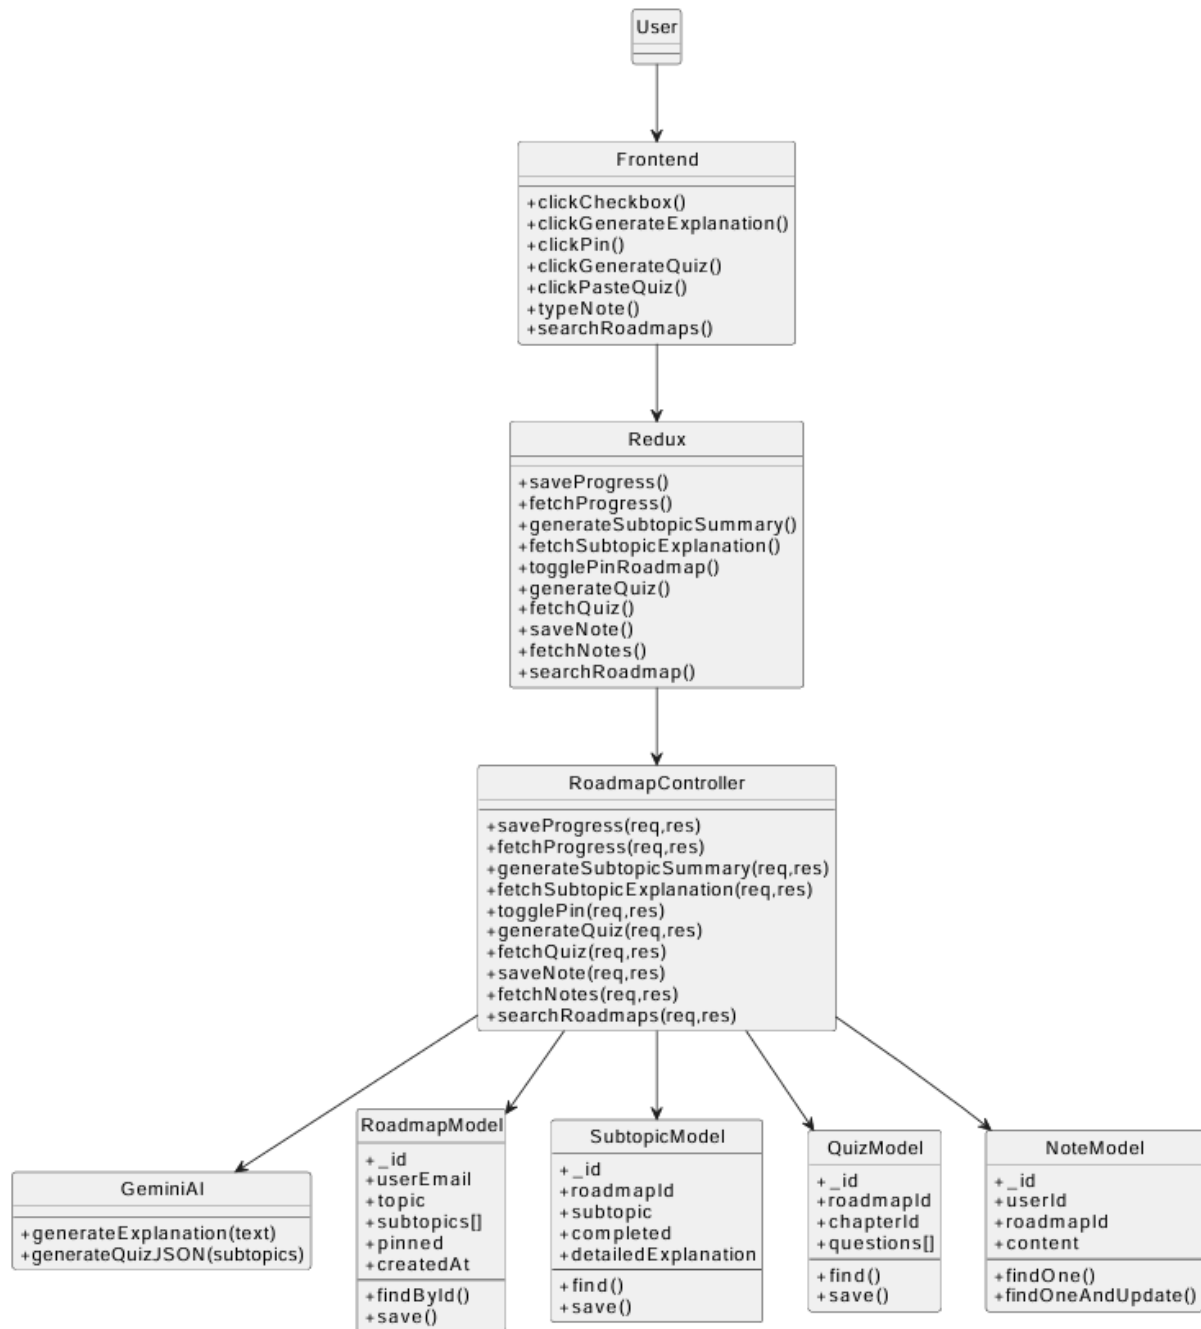 User
Frontend
+clickCheckbox()
+clickGenerateExplanation()
+clickPin()
+clickGenerateQuiz()
+clickPasteQuiz()
+typeNote()
+searchRoadmaps()
Redux
+saveProgress()
+fetchProgress()
+generateSubtopicSummary()
+fetchSubtopicExplanation()
+togglePinRoadmap()
+generateQuiz()
+fetchQuiz()
+saveNote()
+fetchNotes()
+searchRoadmap()
RoadmapController
+saveProgress(req,res)
+fetchProgress(req,res)
+generateSubtopicSummary(req,res)
+fetchSubtopicExplanation(req,res)
+togglePin(req,res)
+generateQuiz(req,res)
+fetchQuiz(req,res)
+saveNote(req,res)
+fetchNotes(req,res)
+searchRoadmaps(req,res)
GeminiAI
+generateExplanation(text)
+generateQuizJSON(subtopics)
RoadmapModel
+_id
+userEmail
+topic
+subtopics[]
+pinned
+createdAt
+findById()
+save()
SubtopicModel
+_id
+roadmapId
+subtopic
+completed
+detailedExplanation
+find()
+save()
QuizModel
+_id
+roadmapId
+chapterId
+questions[]
+find()
+save()
NoteModel
+_id
+userId
+roadmapId
+content
+findOne()
+findOneAndUpdate()